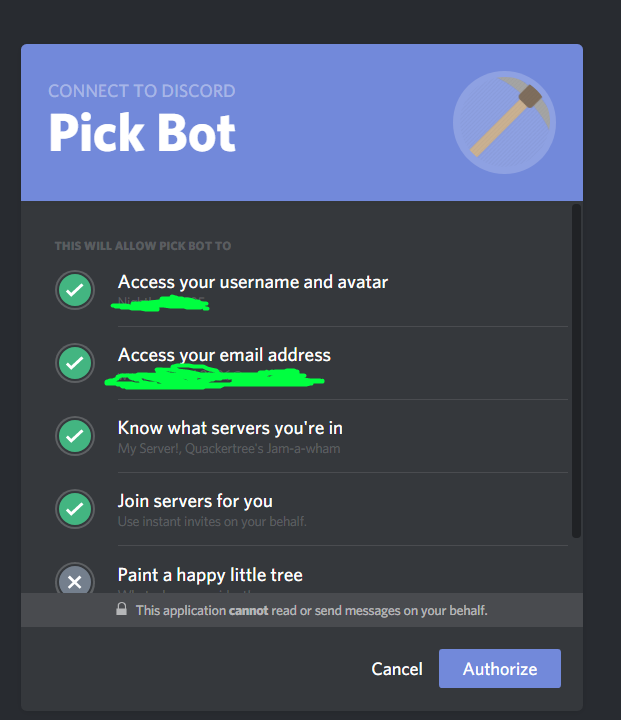 CONNECT TO DISCORD
Pick Bot
THIS WILL ALLOW PICK BOT TO
Access your username and avatar
Access your email address
Know what servers you're in
My Server!, Quackertree's Jam-a-wham
Join servers for you
Use instant invites on your behalf.
Paint a happy little tree
This application cannot read or send messages on your behalf.
Cancel
Authorize